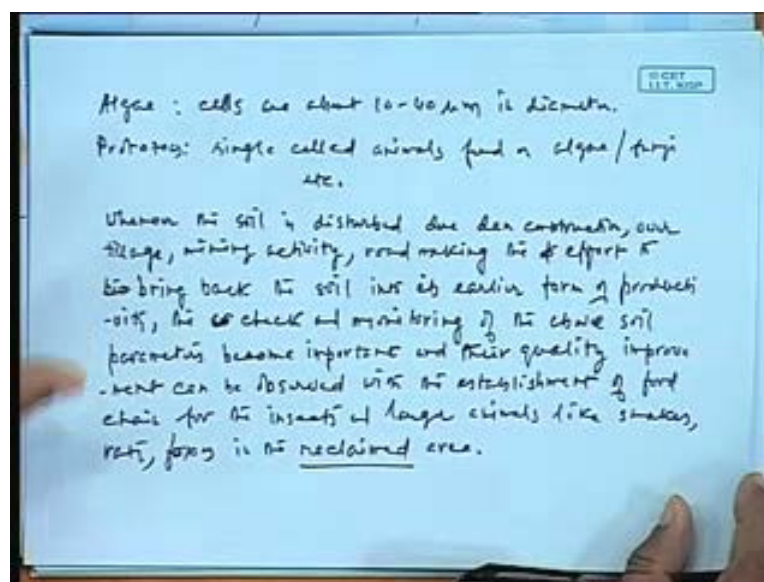 © CET
I.I.T. KGP
Algae : cells are about 10-40 µm in diameter.
Protozoa: single celled animals feed on algae / fungi
etc.
Whenever the soil is disturbed due dam construction, over
tillage, mining activity, road making the effort to
bring back the soil into its earlier form of producti
-vity, the check and monitoring of the above soil
parameters become important and their quality improve
-ment can be observed with the establishment of food
chain for the insects and large animals like snakes,
rats, foxes in the reclaimed area.